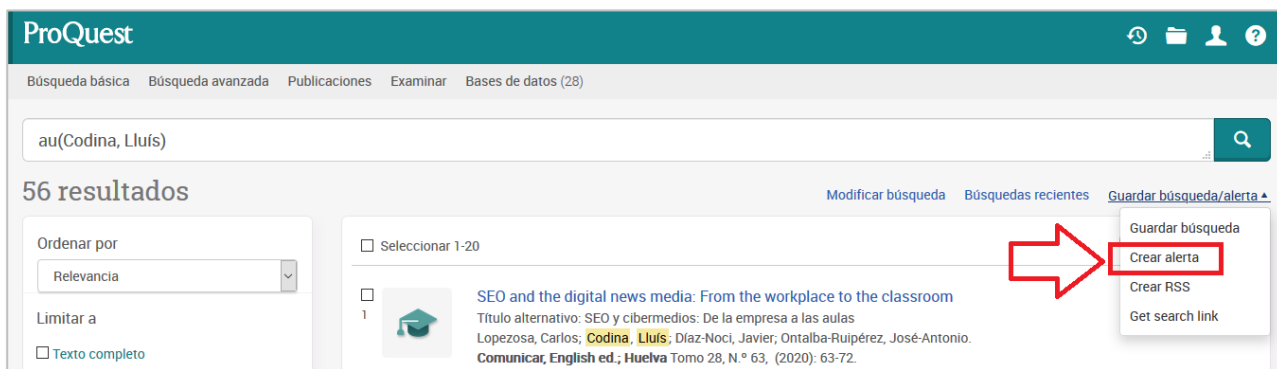 ProQuest
Búsqueda básica Búsqueda avanzada Publicaciones Examinar Bases de datos (28)
au(Codina, Lluís)
56 resultados
Modificar búsqueda Búsquedas recientes Guardar búsqueda/alerta
Guardar búsqueda
Crear alerta
Crear RSS
Get search link
Ordenar por
Relevancia
Limitar a
Texto completo
Seleccionar 1-20
1
SEO and the digital news media: From the workplace to the classroom
Título alternativo: SEO y cibermedios: De la empresa a las aulas
Lopezosa, Carlos; Codina, Lluís; Díaz-Noci, Javier; Ontalba-Ruipérez, José-Antonio.
Comunicar, English ed.; Huelva Tomo 28, N.º 63, (2020): 63-72.